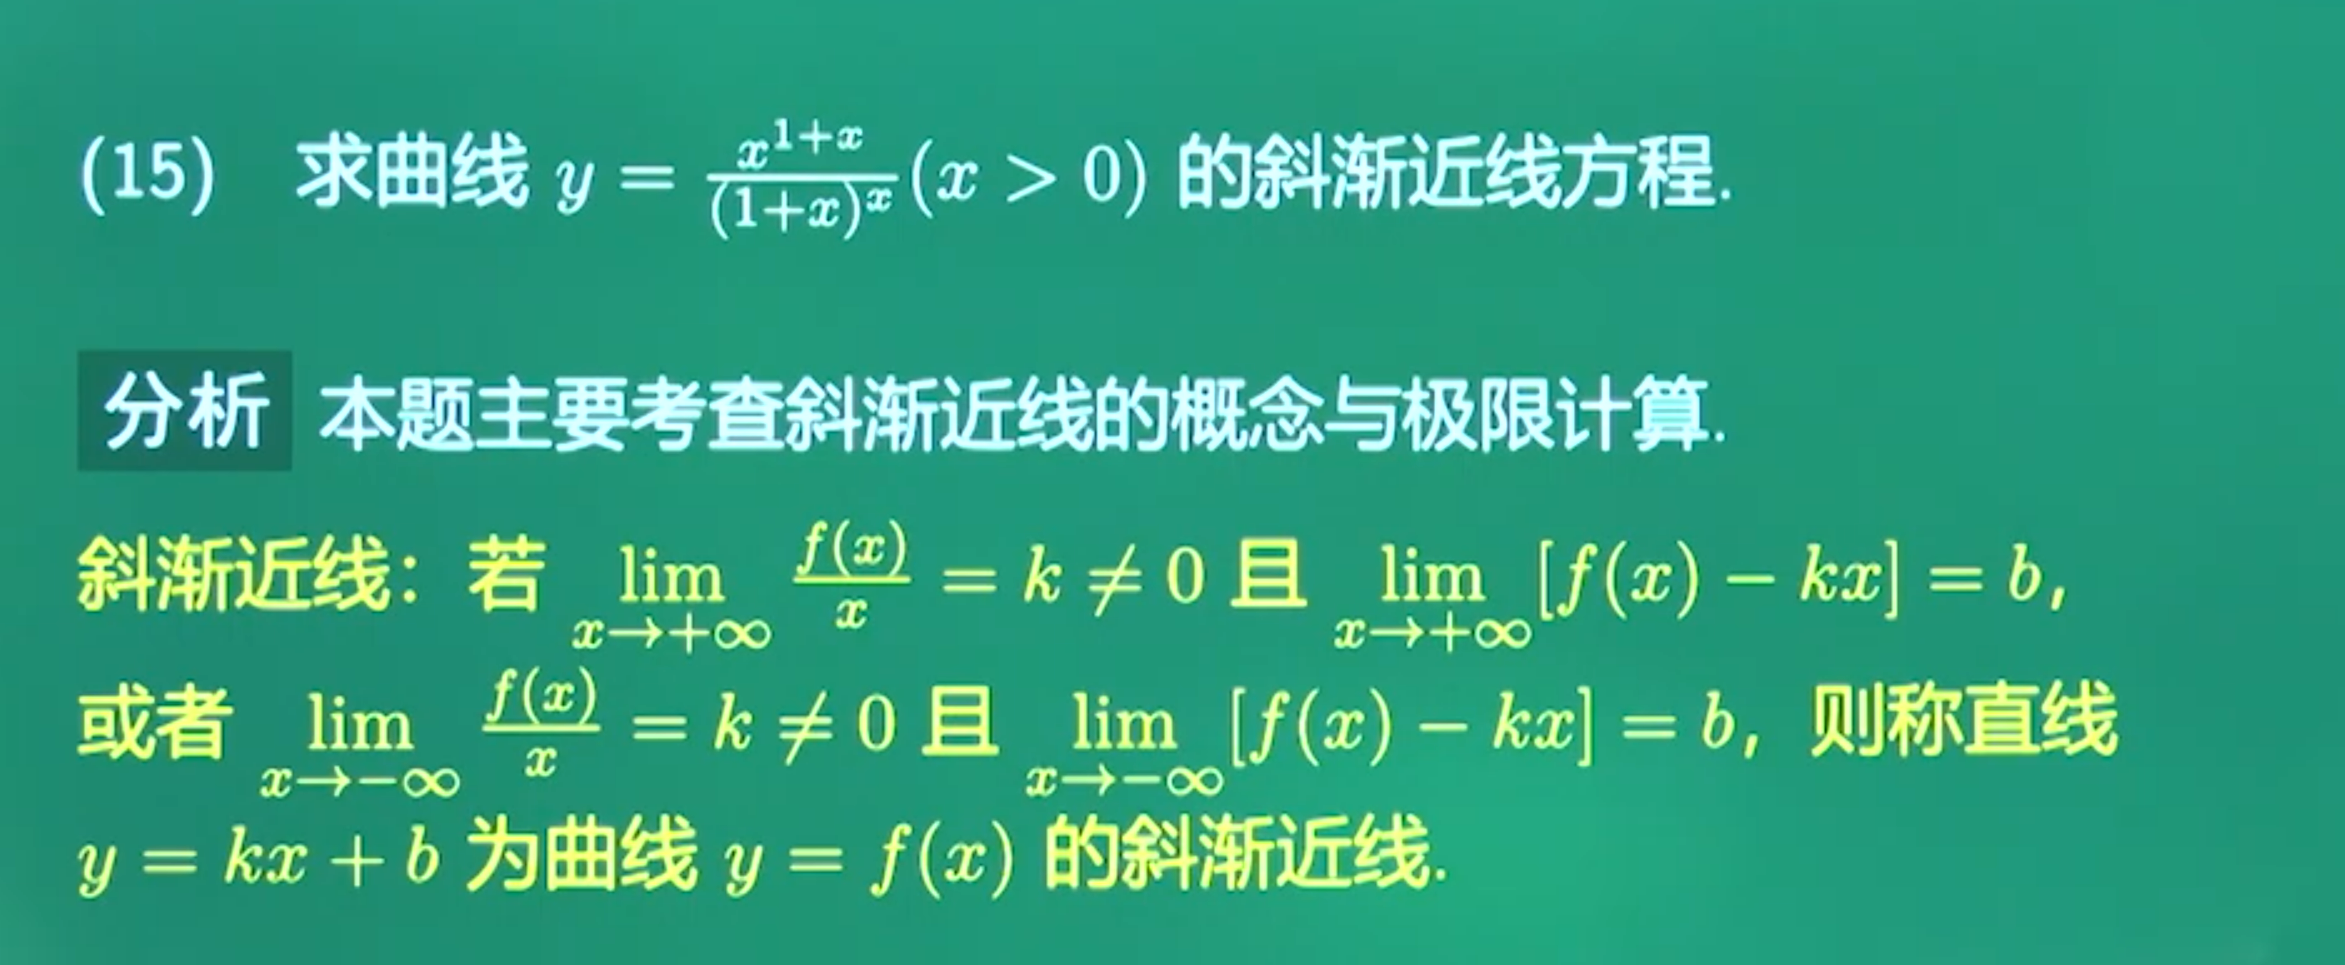 (15) 求曲线 $y = \frac{x^{1+x}}{(1+x)^x}(x > 0)$ 的斜渐近线方程.
分析 本题主要考查斜渐近线的概念与极限计算.
斜渐近线：若 $\lim\limits_{x \to +\infty} \frac{f(x)}{x} = k \neq 0$ 且 $\lim\limits_{x \to +\infty} [f(x) - kx] = b$,
或者 $\lim\limits_{x \to -\infty} \frac{f(x)}{x} = k \neq 0$ 且 $\lim\limits_{x \to -\infty} [f(x) - kx] = b$, 则称直线
$y = kx + b$ 为曲线 $y = f(x)$ 的斜渐近线.